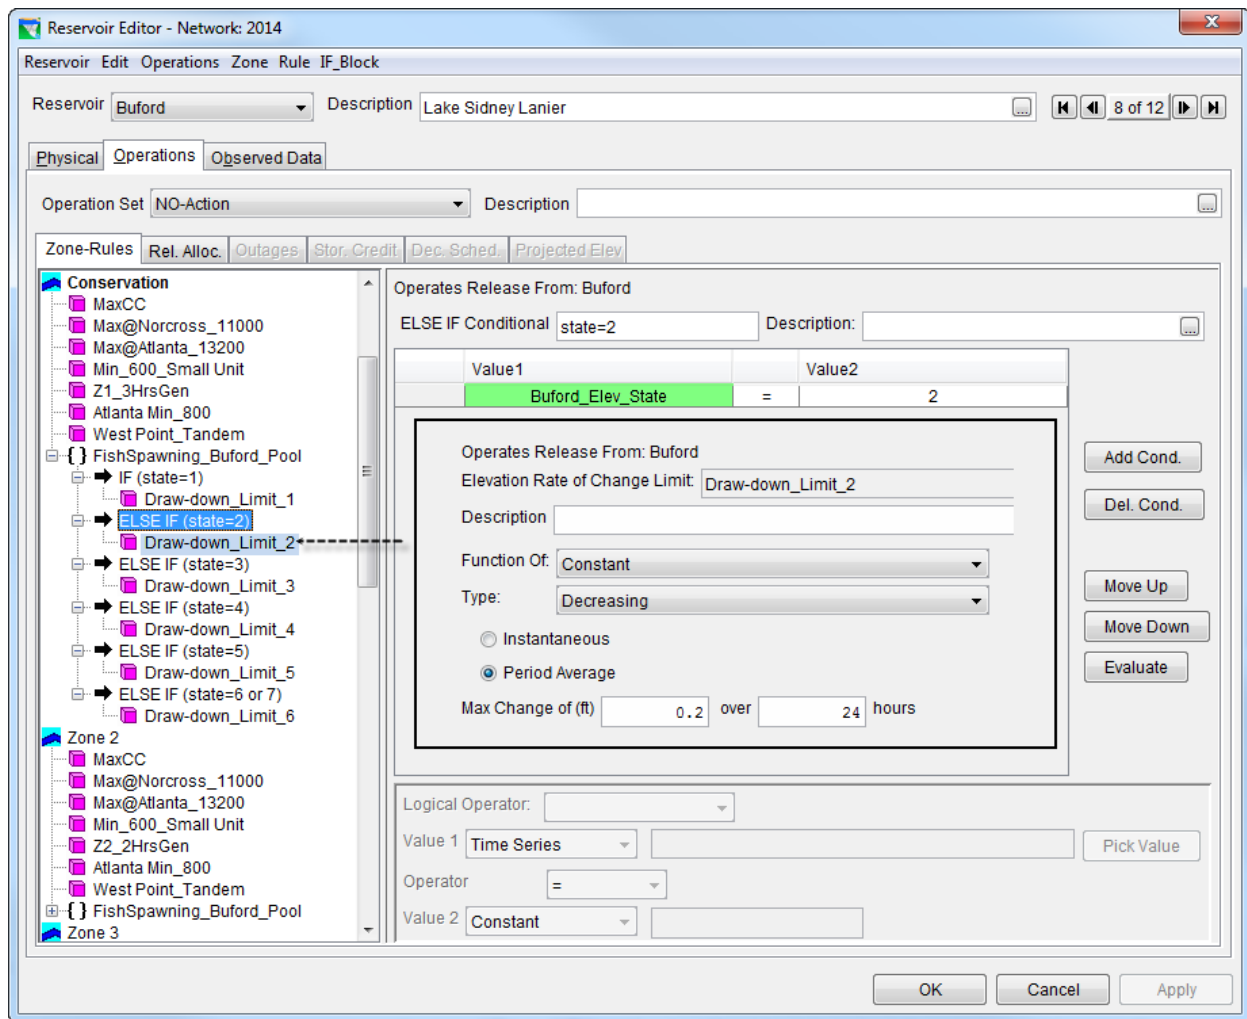 Reservoir Editor - Network: 2014
x
Reservoir Edit Operations Zone Rule IF_Block
Reservoir Buford Description Lake Sidney Lanier ... 8 of 12
Physical Operations Observed Data
Operation Set NO-Action Description ...
Zone-Rules Rel. Alloc. Outages Stor. Credit Dec. Sched. Projected Elev
Conservation
MaxCC
Max@Norcross_11000
Max@Atlanta_13200
Min_600_Small Unit
Z1_3HrsGen
Atlanta Min_800
West Point_Tandem
{ } FishSpawning_Buford_Pool
IF (state=1)
Draw-down_Limit_1
ELSE IF (state=2)
Draw-down_Limit_2
ELSE IF (state=3)
Draw-down_Limit_3
ELSE IF (state=4)
Draw-down_Limit_4
ELSE IF (state=5)
Draw-down_Limit_5
ELSE IF (state=6 or 7)
Draw-down_Limit_6
Zone 2
MaxCC
Max@Norcross_11000
Max@Atlanta_13200
Min_600_Small Unit
Z2_2HrsGen
Atlanta Min_800
West Point_Tandem
{ } FishSpawning_Buford_Pool
Zone 3
Operates Release From: Buford
ELSE IF Conditional state=2 Description: ...
Value1 Value2
Buford_Elev_State = 2
Operates Release From: Buford
Elevation Rate of Change Limit: Draw-down_Limit_2
Description
Function Of: Constant
Type: Decreasing
Instantaneous
Period Average
Max Change of (ft) 0.2 over 24 hours
Add Cond.
Del. Cond.
Move Up
Move Down
Evaluate
Logical Operator:
Value 1 Time Series Pick Value
Operator =
Value 2 Constant
OK Cancel Apply